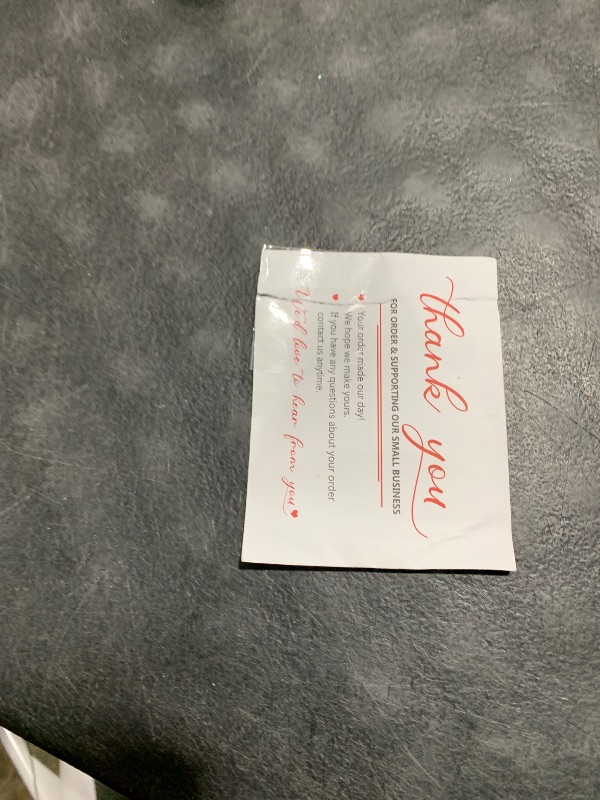 thank you
FOR ORDER & SUPPORTING OUR SMALL BUSINESS
Your order made our day!
We hope we make yours.
If you have any questions about your order
contact us anytime.
We'd love to hear from you